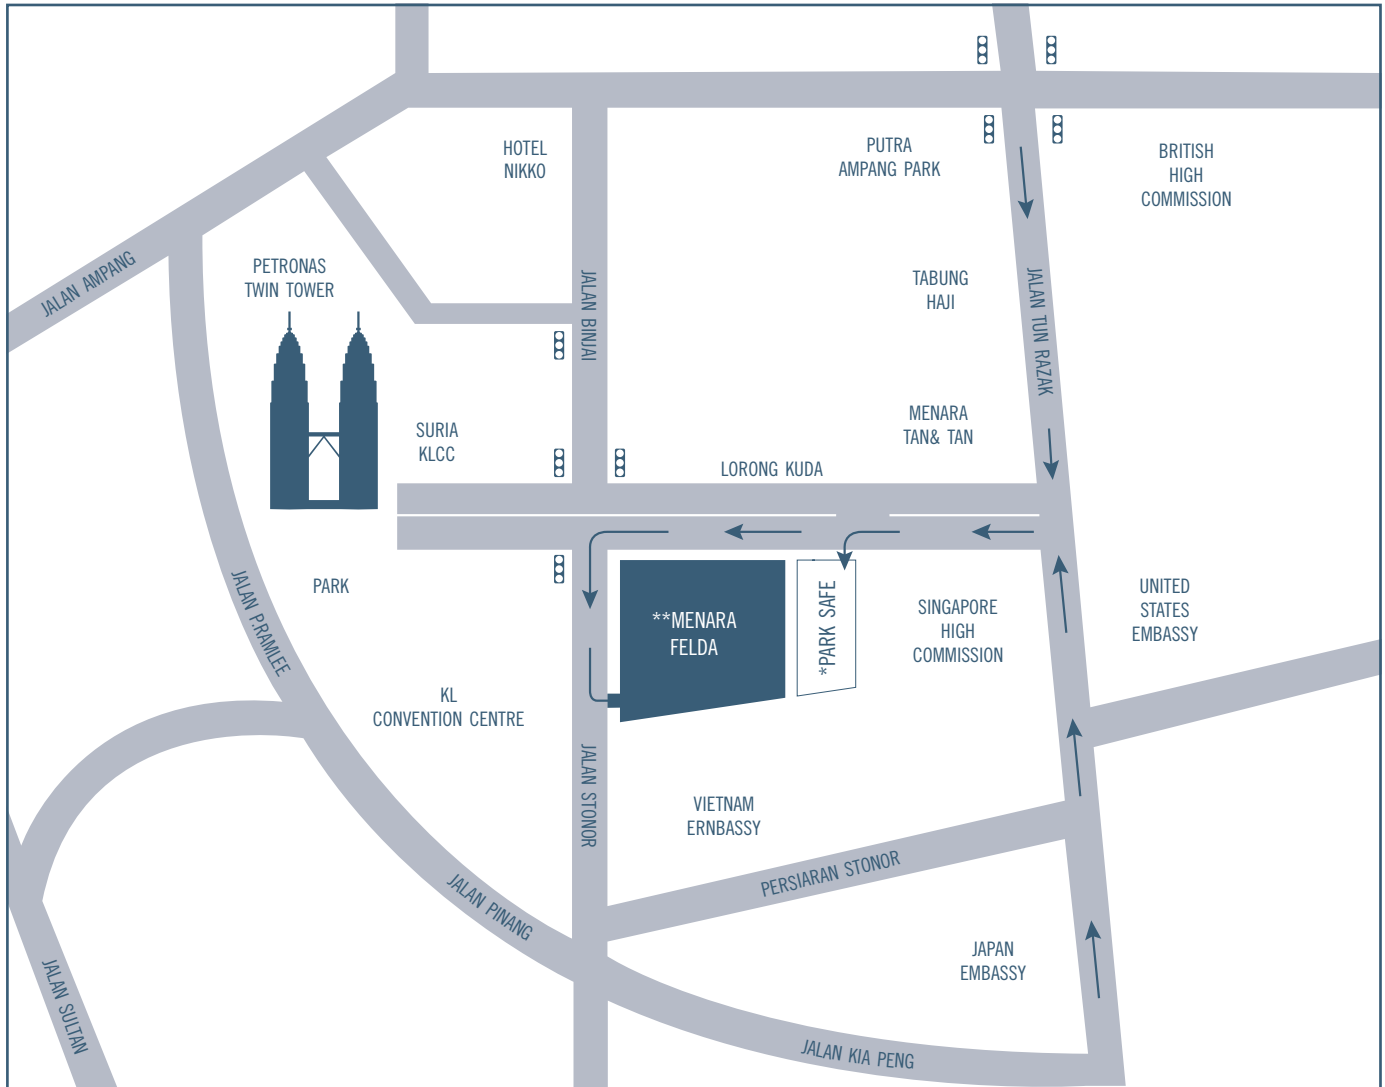 HOTEL
NIKKO
PUTRA
AMPANG PARK
BRITISH
HIGH
COMMISSION
JALAN AMPANG
PETRONAS
TWIN TOWER
JALAN BINJAI
TABUNG
HAJI
JALAN TUN RAZAK
SURIA
KLCC
MENARA
TAN& TAN
LORONG KUDA
PARK
JALAN P.RAMLEE
**MENARA
FELDA
*PARK SAFE
SINGAPORE
HIGH
COMMISSION
UNITED
STATES
EMBASSY
KL
CONVENTION CENTRE
JALAN STONOR
VIETNAM
ERNBASSY
PERSIARAN STONOR
JALAN PINANG
JAPAN
EMBASSY
JALAN SULTAN
JALAN KIA PENG